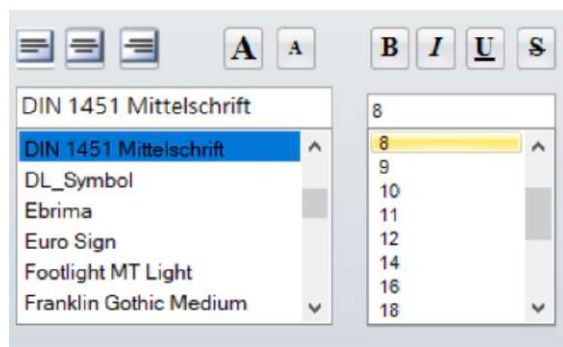 A A B I U S
DIN 1451 Mittelschrift
8
DIN 1451 Mittelschrift
DL_Symbol
Ebrima
Euro Sign
Footlight MT Light
Franklin Gothic Medium
8
9
10
11
12
14
16
18